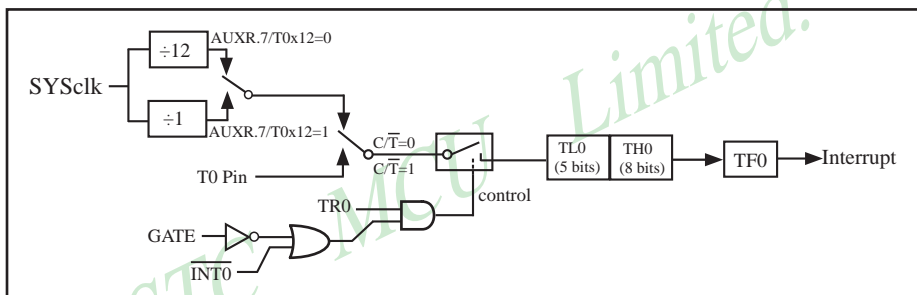 AUXR.7/T0x12=0
÷12
SYSclk
÷1
AUXR.7/T0x12=1
C/T̅=0
C/T̅=1
T0 Pin
TL0
(5 bits)
TH0
(8 bits)
TF0
Interrupt
control
TR0
GATE
I̅N̅T̅0̅
STC MCU Limited.